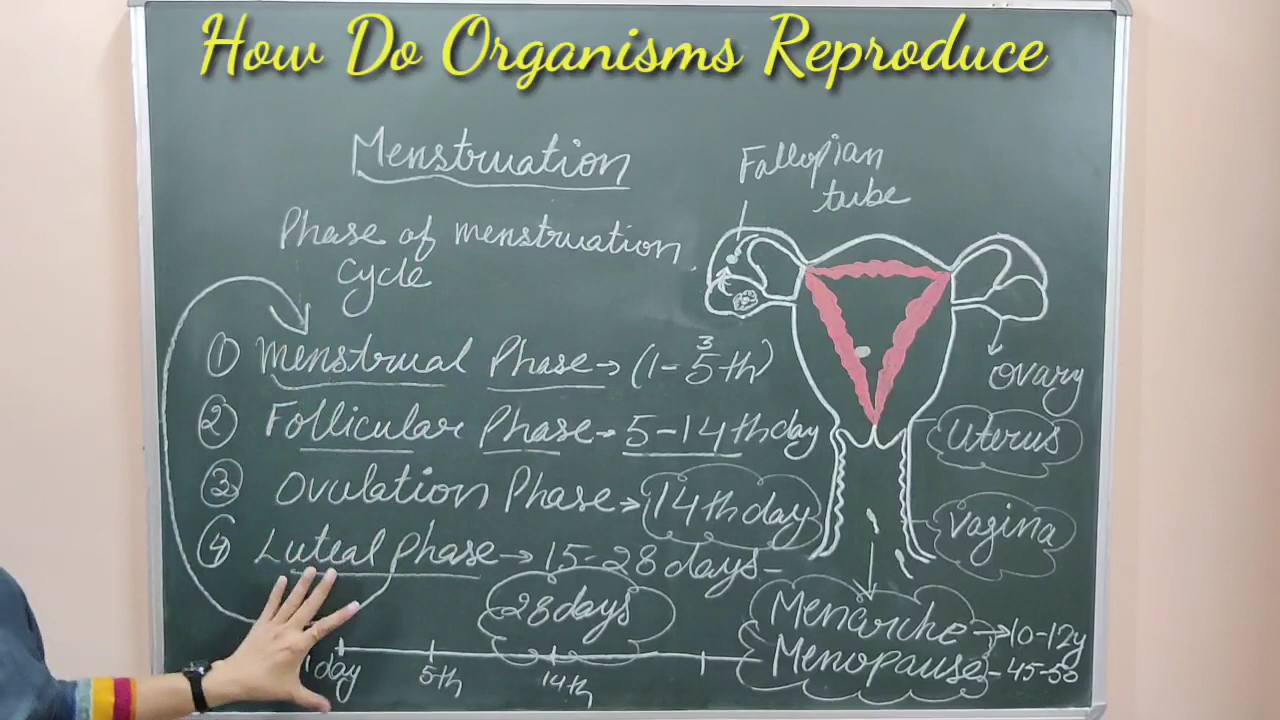 How Do Organisms Reproduce
Menstruation
Phase of menstruation
Cycle
① Menstrual Phase → (1-5th)
3
② Follicular Phase → 5-14th day
③ Ovulation Phase → 14th day
④ Luteal phase → 15-28 days
28 days
1 day
5th
14th
Fallopian
tube
ovary
Uterus
vagina
Menarche → 10-12y
Menopause - 45-50